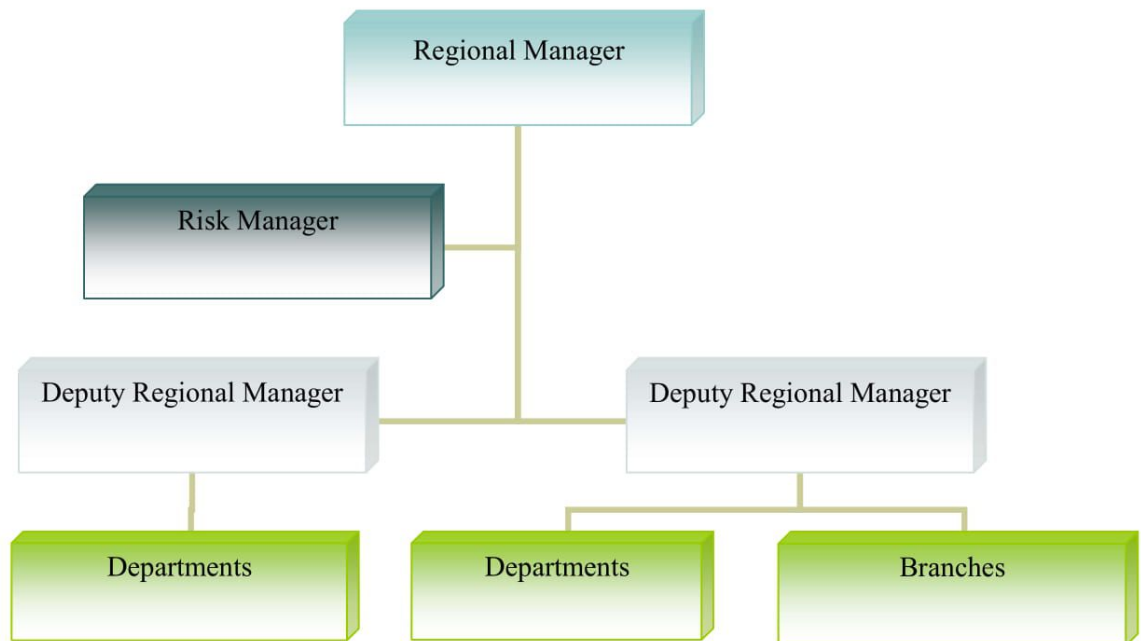 Regional Manager
Risk Manager
Deputy Regional Manager
Deputy Regional Manager
Departments
Departments
Branches